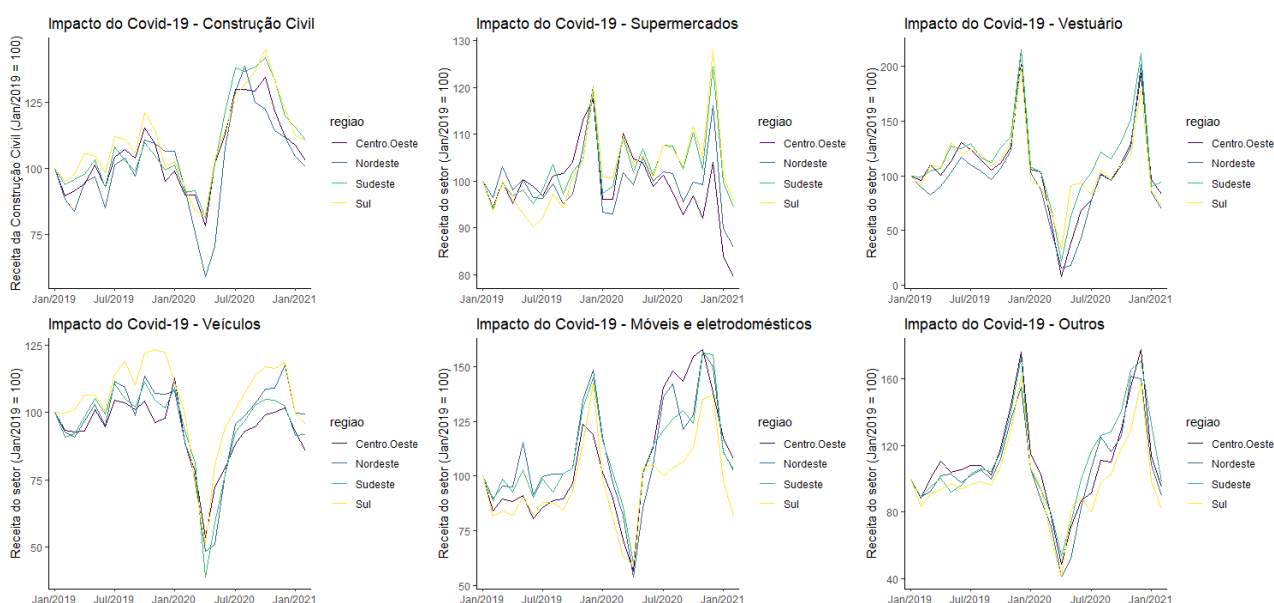 Impacto do Covid-19 - Construção Civil
Receita da Construção Civil (Jan/2019 = 100)
125
100
75
Jan/2019 Jul/2019 Jan/2020 Jul/2020 Jan/2021
regiao
Centro.Oeste
Nordeste
Sudeste
Sul
Impacto do Covid-19 - Supermercados
Receita do setor (Jan/2019 = 100)
130
120
110
100
90
80
Jan/2019 Jul/2019 Jan/2020 Jul/2020 Jan/2021
regiao
Centro.Oeste
Nordeste
Sudeste
Sul
Impacto do Covid-19 - Vestuário
Receita do setor (Jan/2019 = 100)
200
150
100
50
0
Jan/2019 Jul/2019 Jan/2020 Jul/2020 Jan/2021
regiao
Centro.Oeste
Nordeste
Sudeste
Sul
Impacto do Covid-19 - Veículos
Receita do setor (Jan/2019 = 100)
125
100
75
50
Jan/2019 Jul/2019 Jan/2020 Jul/2020 Jan/2021
regiao
Centro.Oeste
Nordeste
Sudeste
Sul
Impacto do Covid-19 - Móveis e eletrodomésticos
Receita do setor (Jan/2019 = 100)
150
125
100
75
50
Jan/2019 Jul/2019 Jan/2020 Jul/2020 Jan/2021
regiao
Centro.Oeste
Nordeste
Sudeste
Sul
Impacto do Covid-19 - Outros
Receita do setor (Jan/2019 = 100)
160
120
80
40
Jan/2019 Jul/2019 Jan/2020 Jul/2020 Jan/2021
regiao
Centro.Oeste
Nordeste
Sudeste
Sul